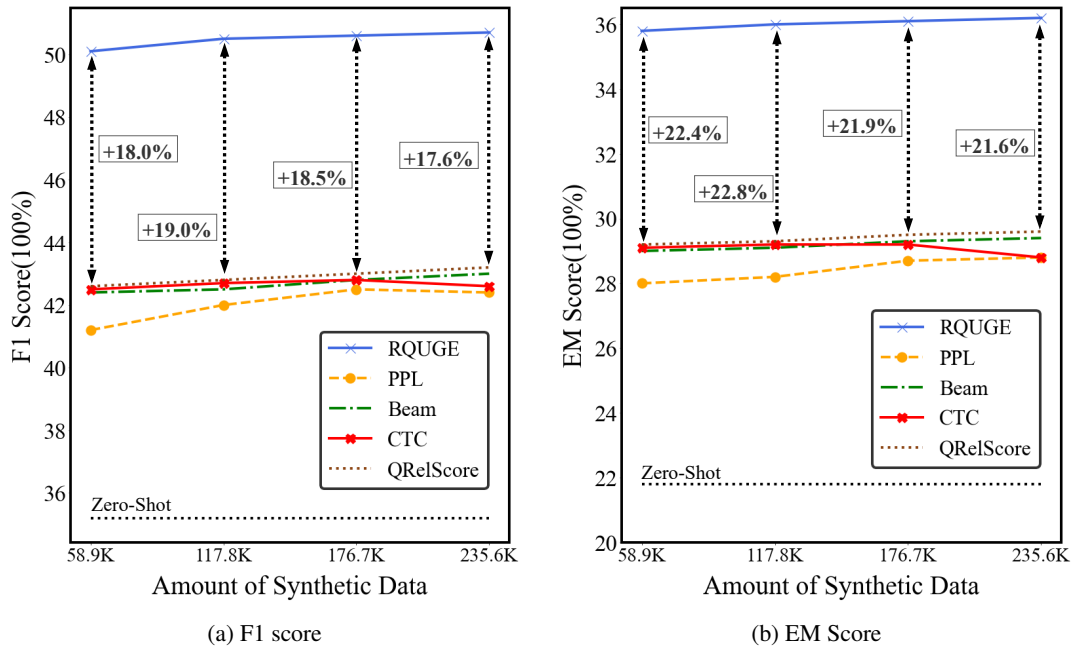 F1 Score(100%)
50
48
46
44
42
40
38
36
+18.0%
+19.0%
+18.5%
+17.6%
RQUGE
PPL
Beam
CTC
QRelScore
Zero-Shot
58.9K 117.8K 176.7K 235.6K
Amount of Synthetic Data
(a) F1 score
EM Score(100%)
36
34
32
30
28
26
24
22
20
+22.4%
+22.8%
+21.9%
+21.6%
RQUGE
PPL
Beam
CTC
QRelScore
Zero-Shot
58.9K 117.8K 176.7K 235.6K
Amount of Synthetic Data
(b) EM Score